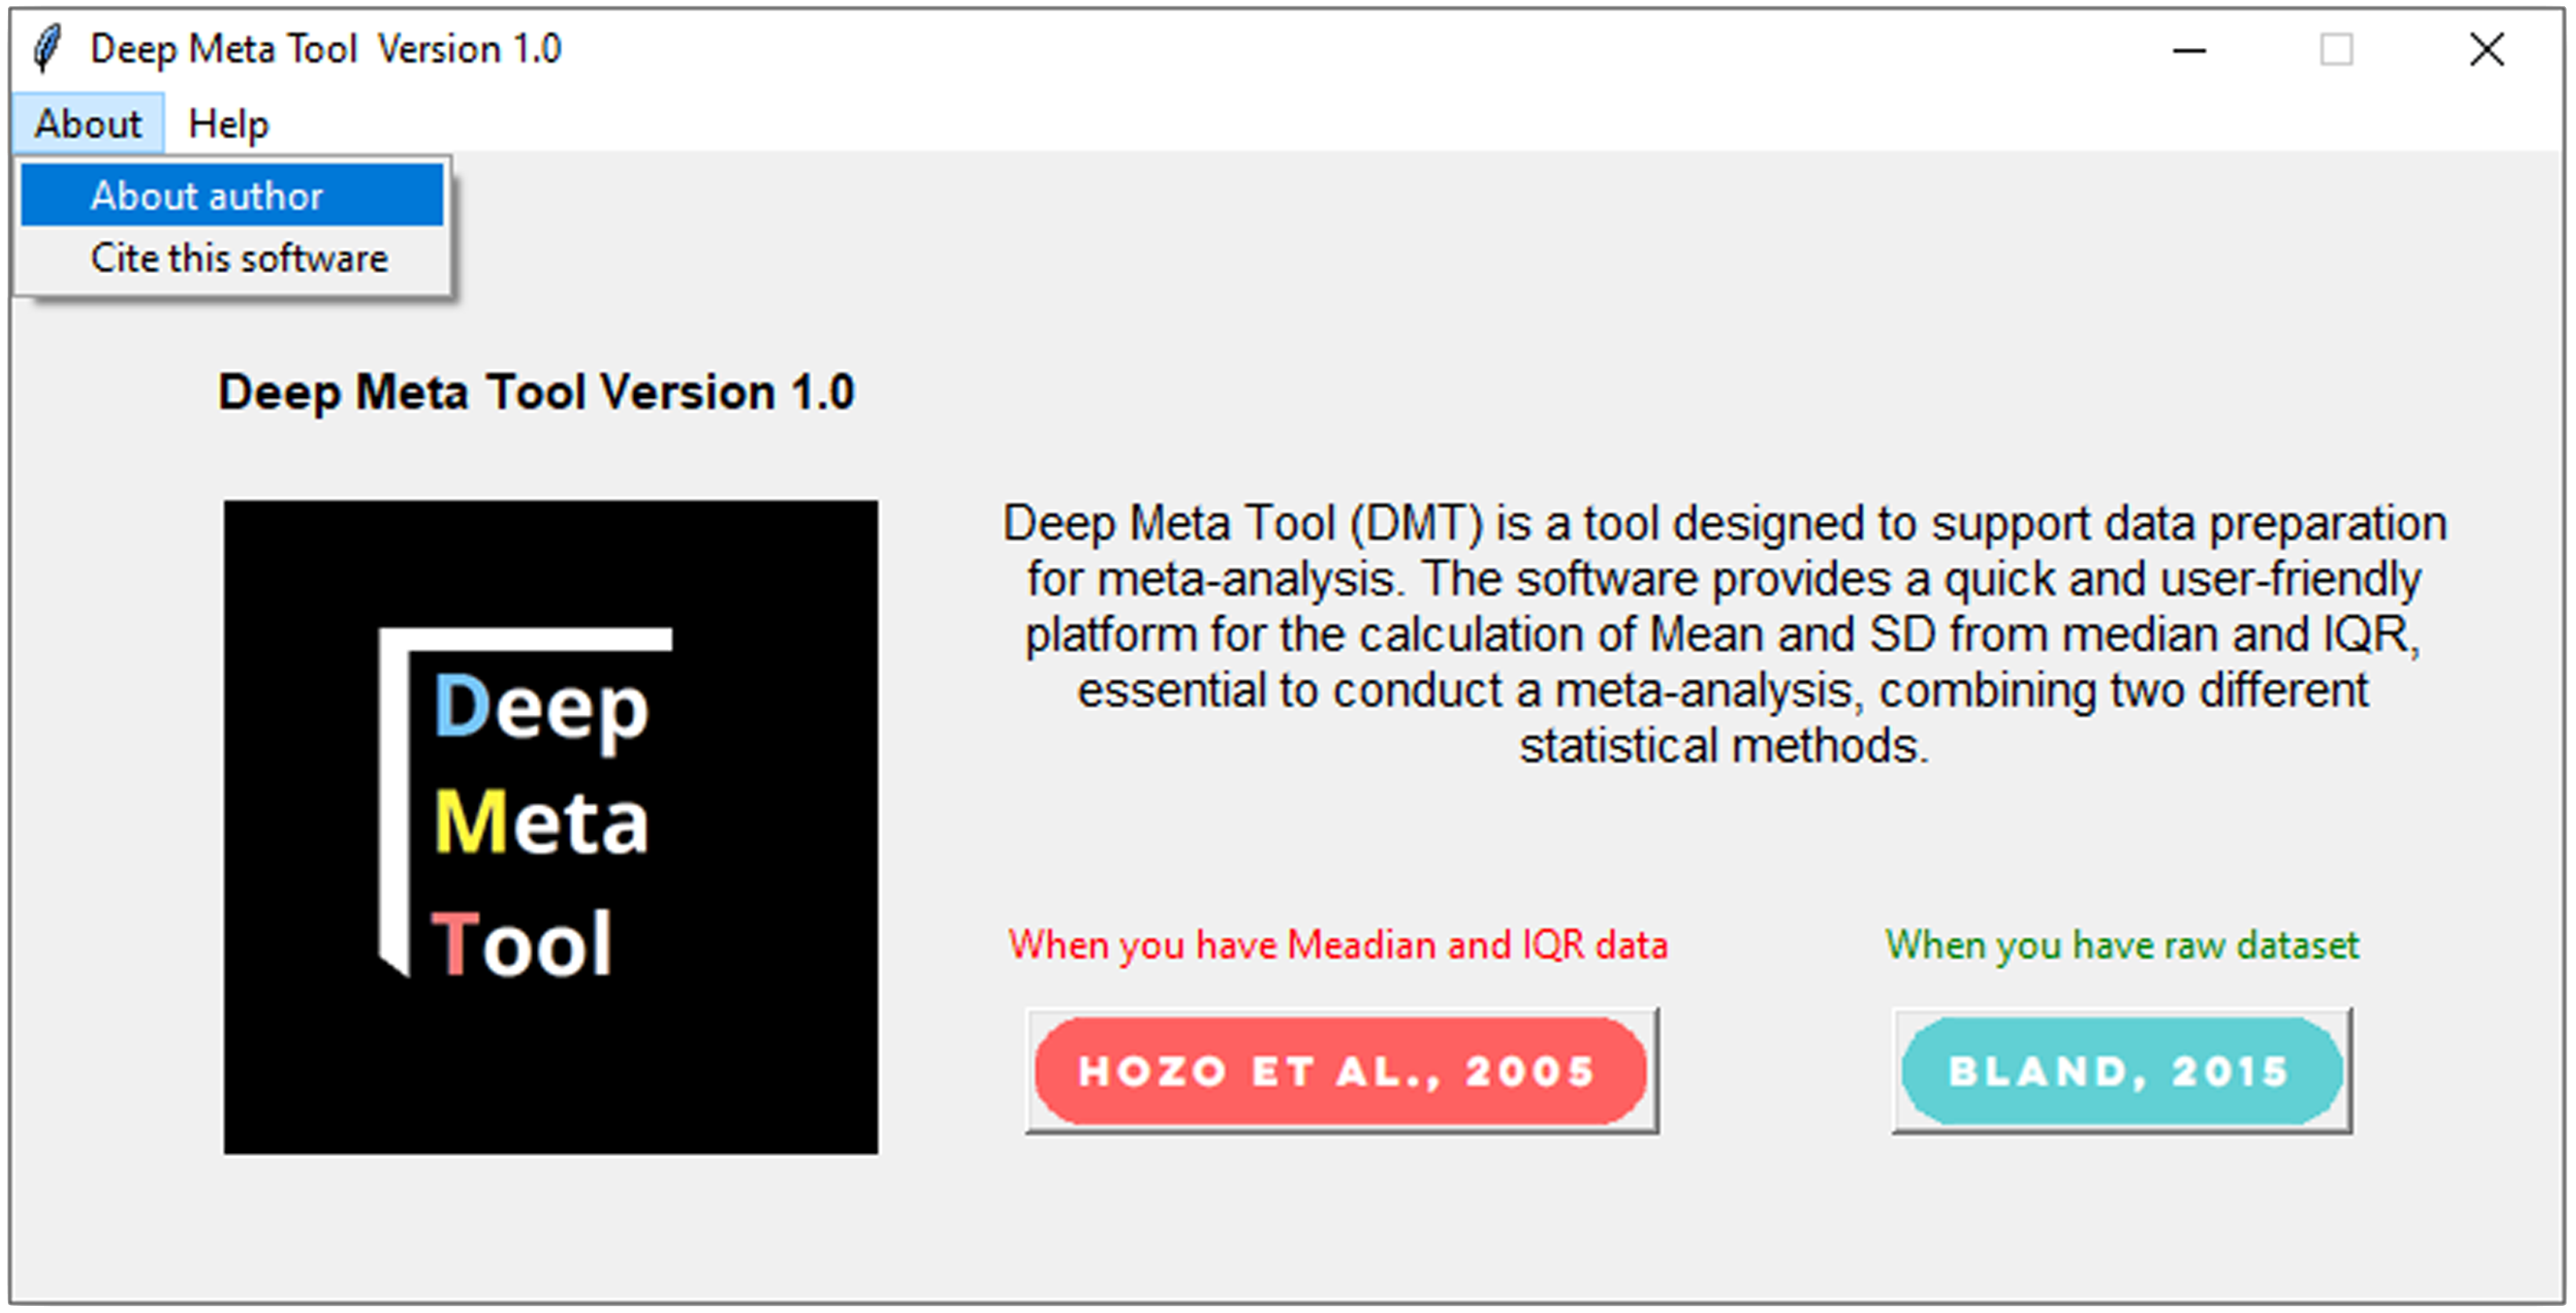 Deep Meta Tool  Version 1.0
About Help
About author
Cite this software
Deep Meta Tool Version 1.0
Deep
Meta
Tool
Deep Meta Tool (DMT) is a tool designed to support data preparation
for meta-analysis. The software provides a quick and user-friendly
platform for the calculation of Mean and SD from median and IQR,
essential to conduct a meta-analysis, combining two different
statistical methods.
When you have Meadian and IQR data
HOZO ET AL., 2005
When you have raw dataset
BLAND, 2015